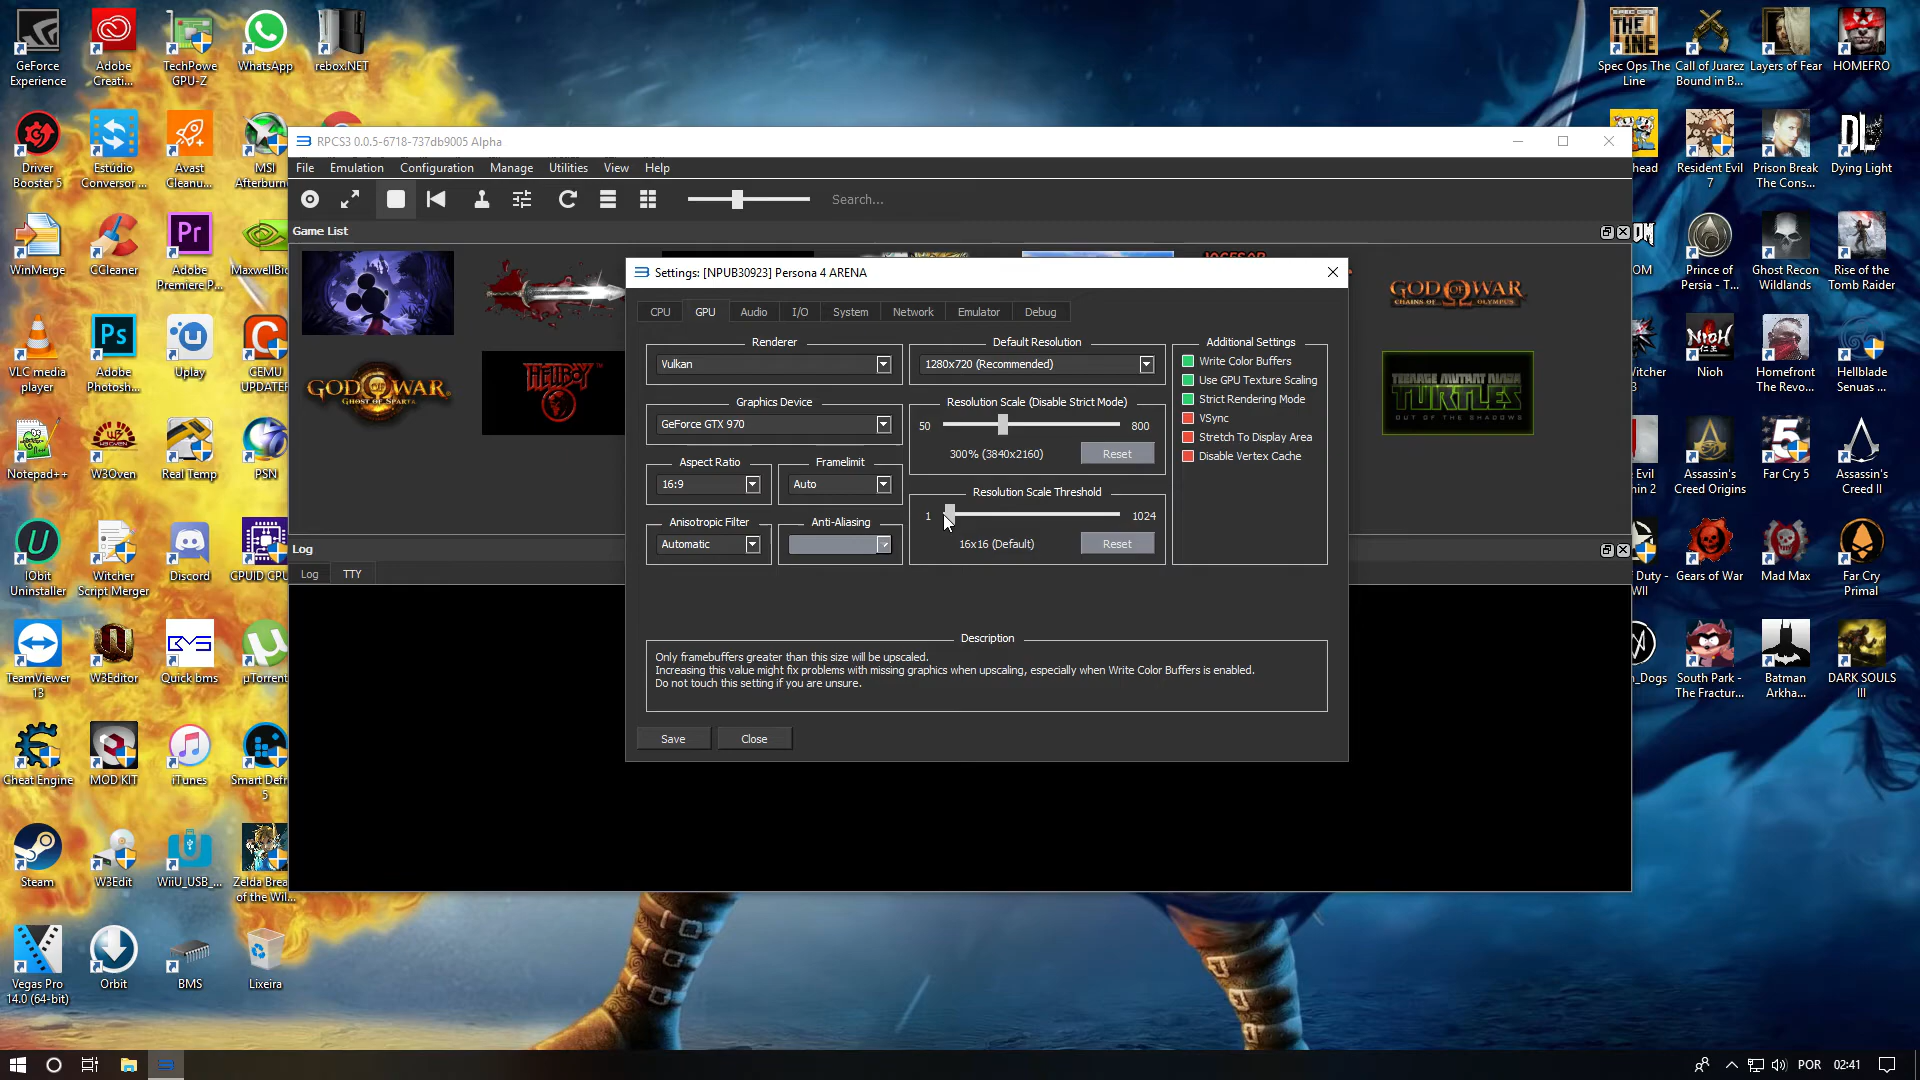 GeForce Experience
Adobe Creati...
TechPowe GPU-Z
WhatsApp
rebox.NET
Spec Ops The Line
Call of Juarez Bound in B...
Layers of Fear
HOMEFRO
Driver Booster 5
Estudio Conversor ...
Avast Cleanu...
MSI Afterburn
head
Resident Evil 7
Prison Break The Cons...
Dying Light
RPCS3 0.0.5-6718-737db9005 Alpha
File Emulation Configuration Manage Utilities View Help
Search...
Game List
WinMerge
CCleaner
Adobe Premiere P...
MaxwellBio
OM
Prince of Persia - T...
Ghost Recon Wildlands
Rise of the Tomb Raider
GOD OF WAR
CHAINS OF OLYMPUS
GOD OF WAR
GHOST OF SPARTA
HELLBOY
TEENAGE MUTANT NINJA
TURTLES
OUT OF THE SHADOWS
Settings: [NPUB30923] Persona 4 ARENA
CPU GPU Audio I/O System Network Emulator Debug
Renderer
Vulkan
Default Resolution
1280x720 (Recommended)
Additional Settings
Write Color Buffers
Use GPU Texture Scaling
Strict Rendering Mode
VSync
Stretch To Display Area
Disable Vertex Cache
Graphics Device
GeForce GTX 970
Resolution Scale (Disable Strict Mode)
50
800
300% (3840x2160)
Reset
Aspect Ratio
16:9
Framelimit
Auto
Resolution Scale Threshold
1
1024
16x16 (Default)
Reset
Anisotropic Filter
Automatic
Anti-Aliasing
Description
Only framebuffers greater than this size will be upscaled.
Increasing this value might fix problems with missing graphics when upscaling, especially when Write Color Buffers is enabled.
Do not touch this setting if you are unsure.
Save
Close
Log
Log TTY
VLC media player
Adobe Photosh...
Uplay
CEMU UPDATER
Witcher 3
Nioh
Homefront The Revo...
Hellblade Senuas ...
Notepad++
W3Oven
Real Temp
PSN
Evil hin 2
Assassin's Creed Origins
Far Cry 5
Assassin's Creed II
IObit Uninstaller
Witcher Script Merger
Discord
CPUID CPU
f Duty - WII
Gears of War
Mad Max
Far Cry Primal
TeamViewer 13
W3Editor
Quick bms
µTorrent
h_Dogs
South Park - The Fractur...
Batman Arkha...
DARK SOULS III
Cheat Engine
MOD KIT
iTunes
Smart Defr 5
Steam
W3Edit
WiiU_USB_...
Zelda Brea of the Wil...
Vegas Pro 14.0 (64-bit)
Orbit
BMS
Lixeira
POR
02:41